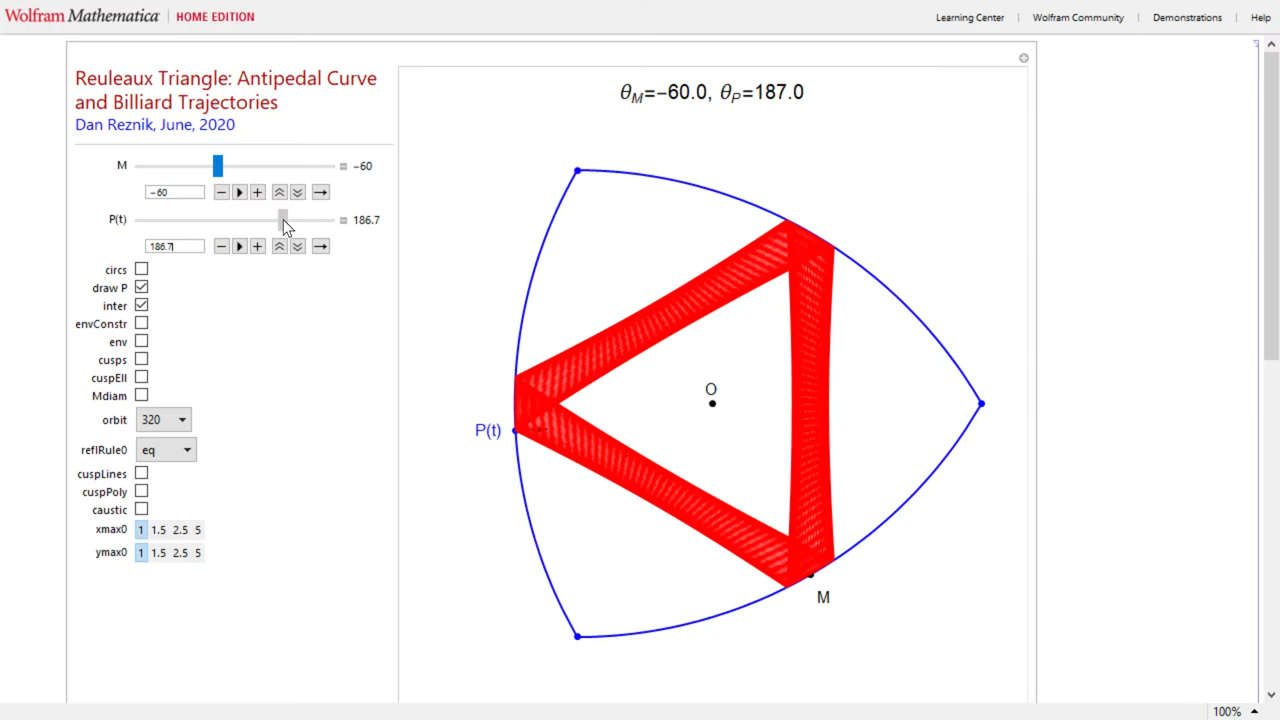 Wolfram Mathematica | HOME EDITION
Learning Center | Wolfram Community | Demonstrations | Help
Reuleaux Triangle: Antipedal Curve
and Billiard Trajectories
Dan Reznik, June, 2020
M −60
−60
P(t) 186.7
186.7
circs
draw P
inter
envConstr
env
cusps
cuspEll
Mdiam
orbit 320
reflRule0 eq
cuspLines
cuspPoly
caustic
xmax0 1 1.5 2.5 5
ymax0 1 1.5 2.5 5
θM=−60.0, θP=187.0
O
P(t)
M
100%